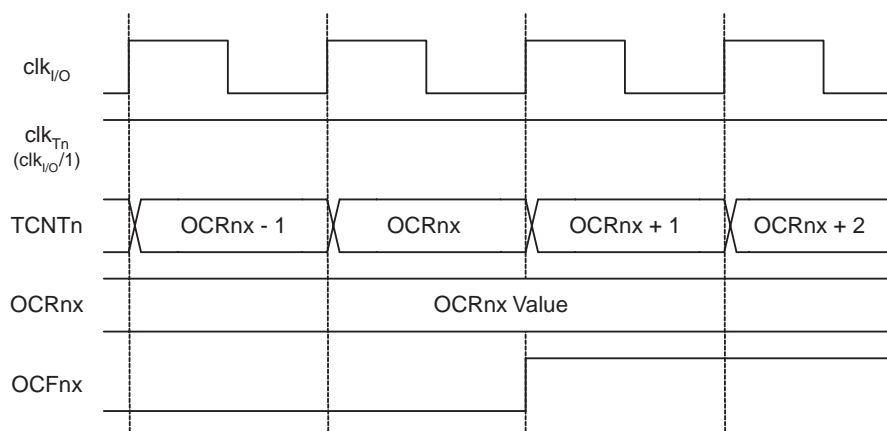 clkI/O
clkTn
(clkI/O/1)
TCNTn OCRnx - 1 OCRnx OCRnx + 1 OCRnx + 2
OCRnx OCRnx Value
OCFnx